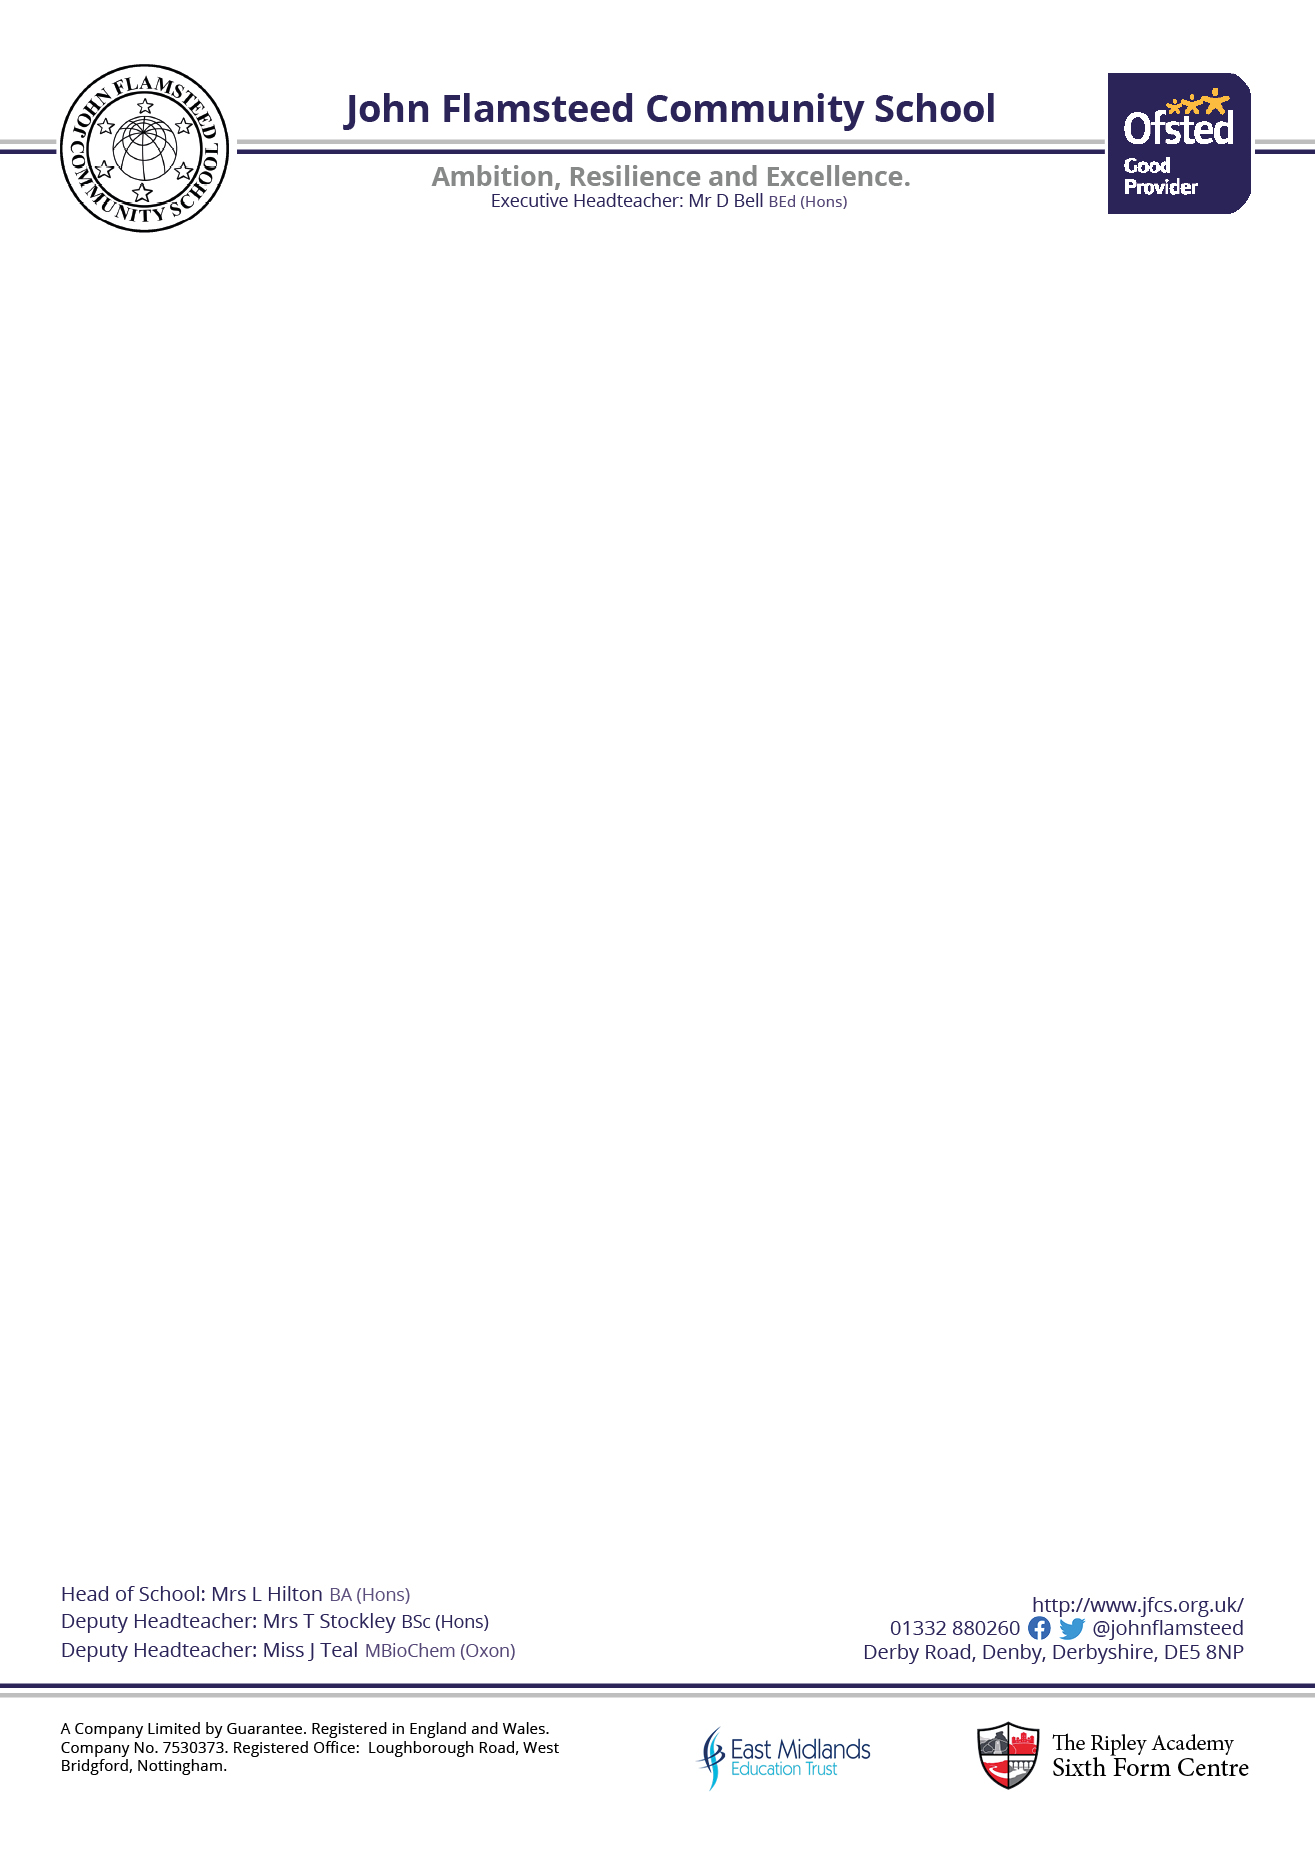 JOHN FLAMSTEED
COMMUNITY SCHOOL
John Flamsteed Community School
Ambition, Resilience and Excellence.
Executive Headteacher: Mr D Bell BEd (Hons)
Ofsted
Good
Provider
Head of School: Mrs L Hilton BA (Hons)
Deputy Headteacher: Mrs T Stockley BSc (Hons)
Deputy Headteacher: Miss J Teal MBioChem (Oxon)
http://www.jfcs.org.uk/
01332 880260 @johnflamsteed
Derby Road, Denby, Derbyshire, DE5 8NP
A Company Limited by Guarantee. Registered in England and Wales.
Company No. 7530373. Registered Office:  Loughborough Road, West
Bridgford, Nottingham.
East Midlands
Education Trust
The Ripley Academy
Sixth Form Centre